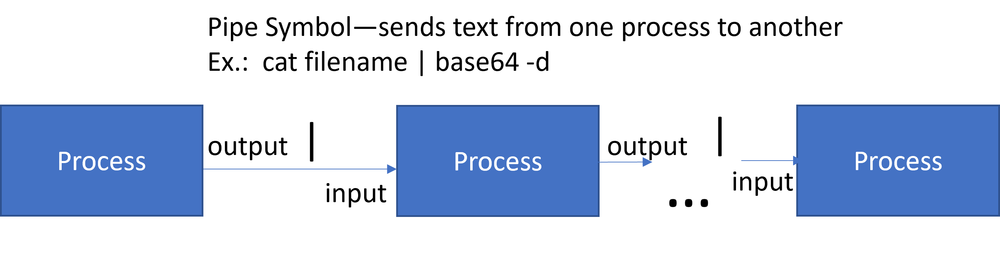 Pipe Symbol—sends text from one process to another
Ex.:  cat filename | base64 -d
Process
output |
input
Process
output |
...
input
Process